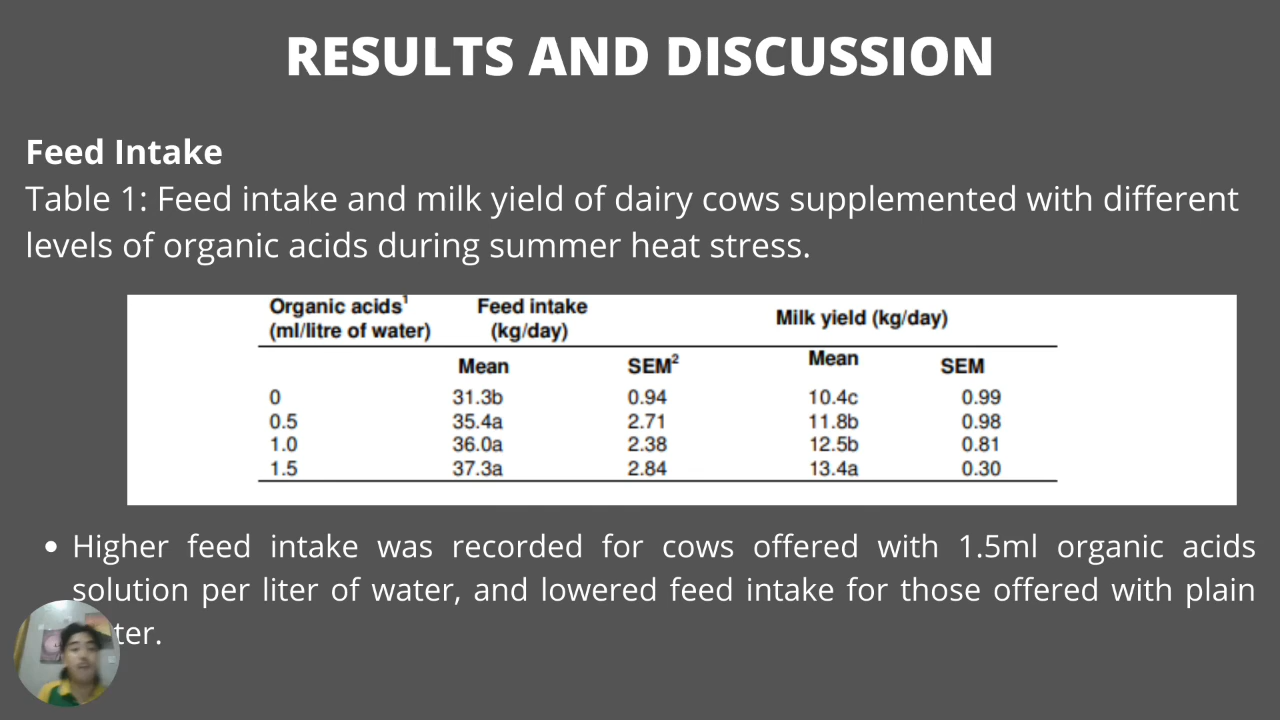 RESULTS AND DISCUSSION
Feed Intake
Table 1: Feed intake and milk yield of dairy cows supplemented with different
levels of organic acids during summer heat stress.
Organic acids¹ Feed intake Milk yield (kg/day)
(ml/litre of water) (kg/day)
Mean SEM² Mean SEM
0 31.3b 0.94 10.4c 0.99
0.5 35.4a 2.71 11.8b 0.98
1.0 36.0a 2.38 12.5b 0.81
1.5 37.3a 2.84 13.4a 0.30
• Higher feed intake was recorded for cows offered with 1.5ml organic acids
solution per liter of water, and lowered feed intake for those offered with plain
ter.